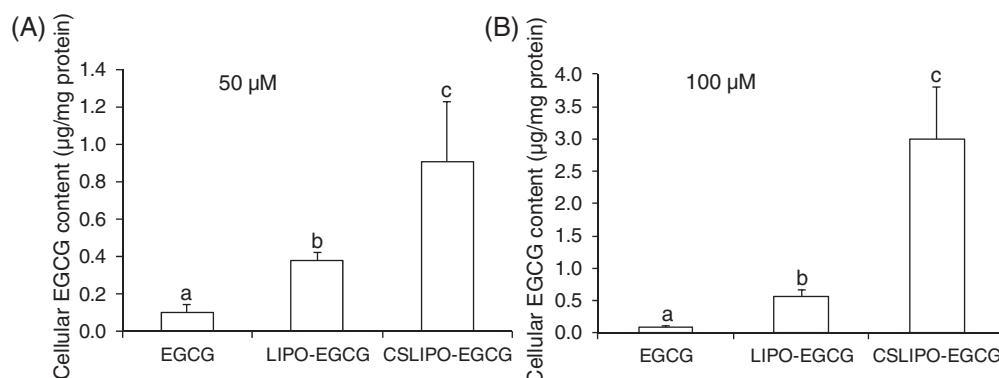 (A)
Cellular EGCG content (µg/mg protein)
50 µM
1.4
1.2
1.0
0.8
0.6
0.4
0.2
0.0
a
b
c
EGCG
LIPO-EGCG
CSLIPO-EGCG
(B)
Cellular EGCG content (µg/mg protein)
100 µM
4.0
3.5
3.0
2.5
2.0
1.5
1.0
0.5
0.0
a
b
c
EGCG
LIPO-EGCG
CSLIPO-EGCG